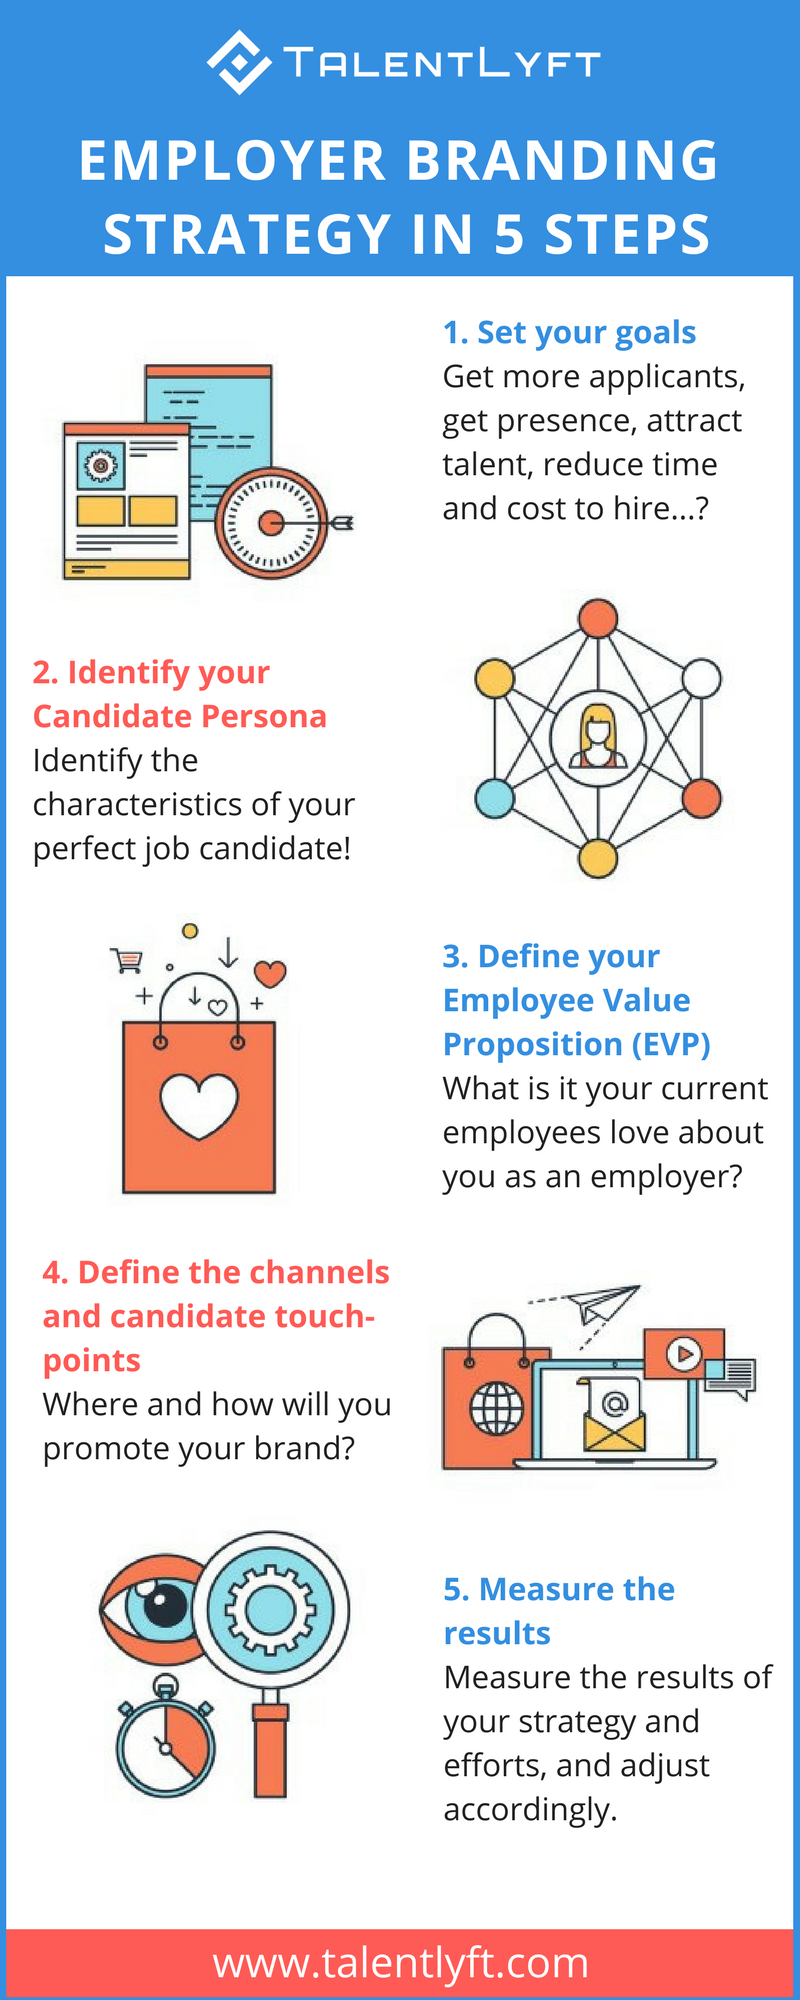 TALENTLYFT
EMPLOYER BRANDING
STRATEGY IN 5 STEPS
1. Set your goals
Get more applicants,
get presence, attract
talent, reduce time
and cost to hire...?
2. Identify your
Candidate Persona
Identify the
characteristics of your
perfect job candidate!
3. Define your
Employee Value
Proposition (EVP)
What is it your current
employees love about
you as an employer?
4. Define the channels
and candidate touch-
points
Where and how will you
promote your brand?
@
5. Measure the
results
Measure the results of
your strategy and
efforts, and adjust
accordingly.
www.talentlyft.com